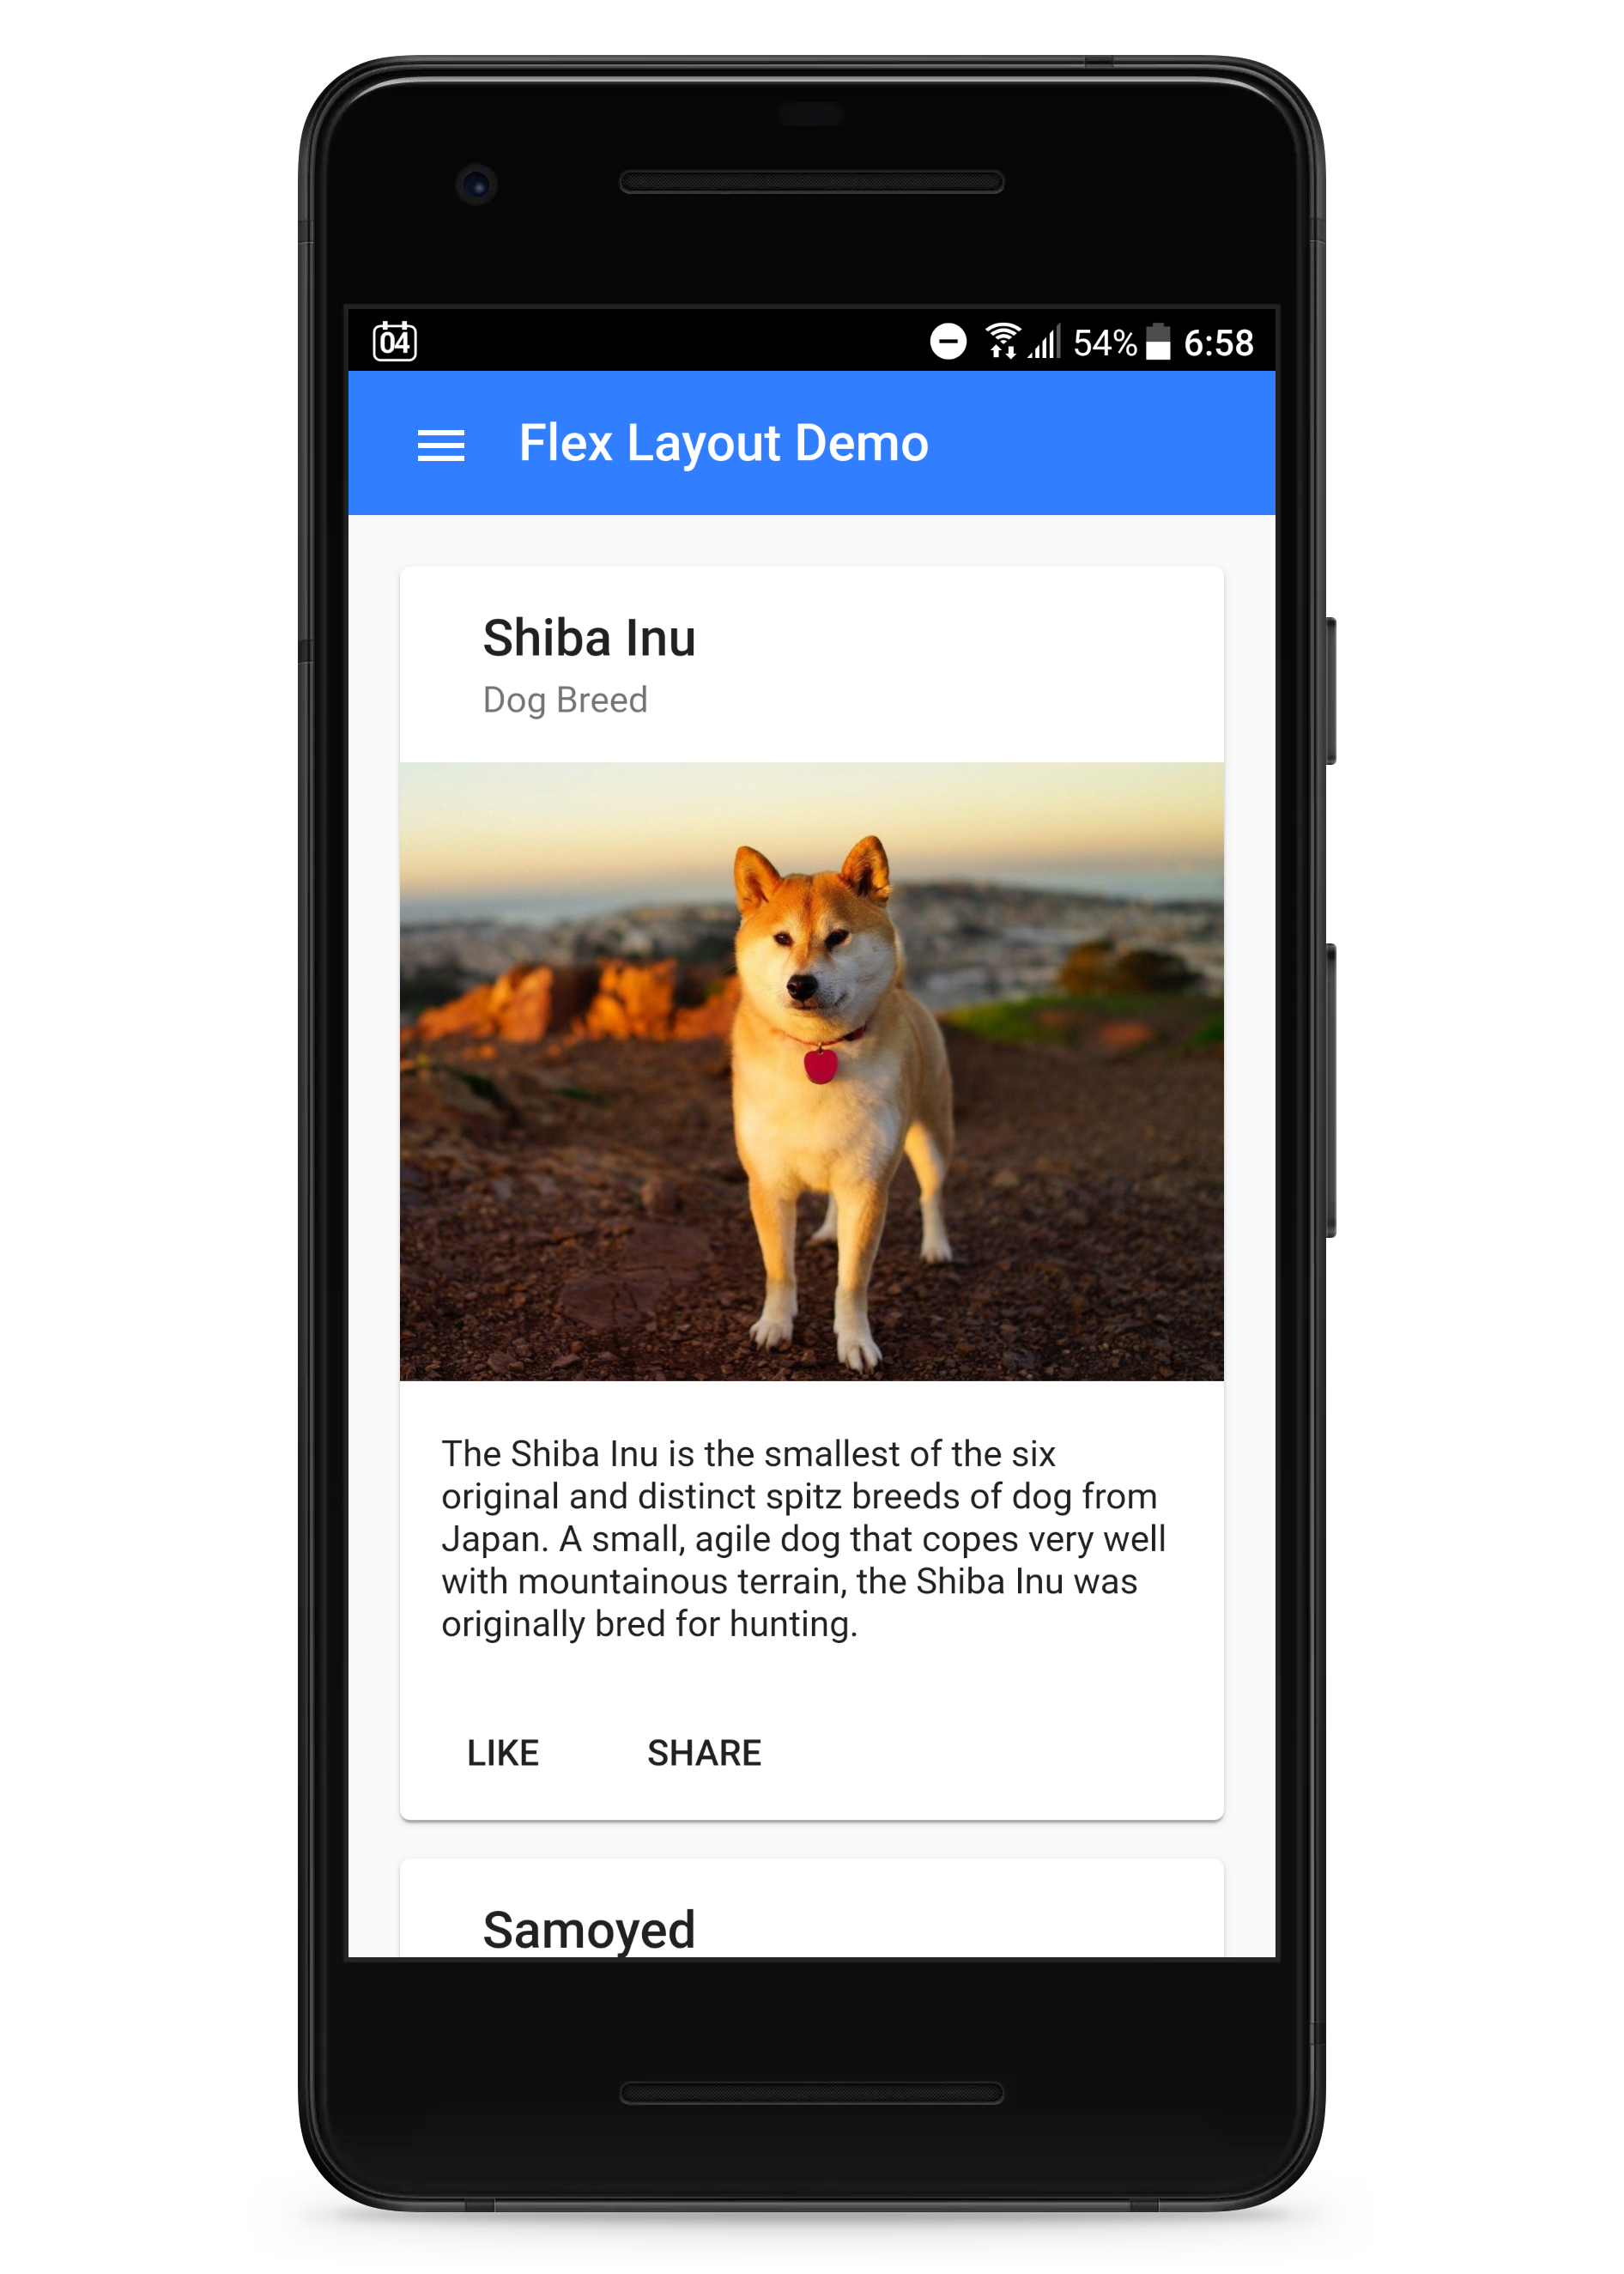 04 54% 6:58
Flex Layout Demo
Shiba Inu
Dog Breed
The Shiba Inu is the smallest of the six
original and distinct spitz breeds of dog from
Japan. A small, agile dog that copes very well
with mountainous terrain, the Shiba Inu was
originally bred for hunting.
LIKE SHARE
Samoyed